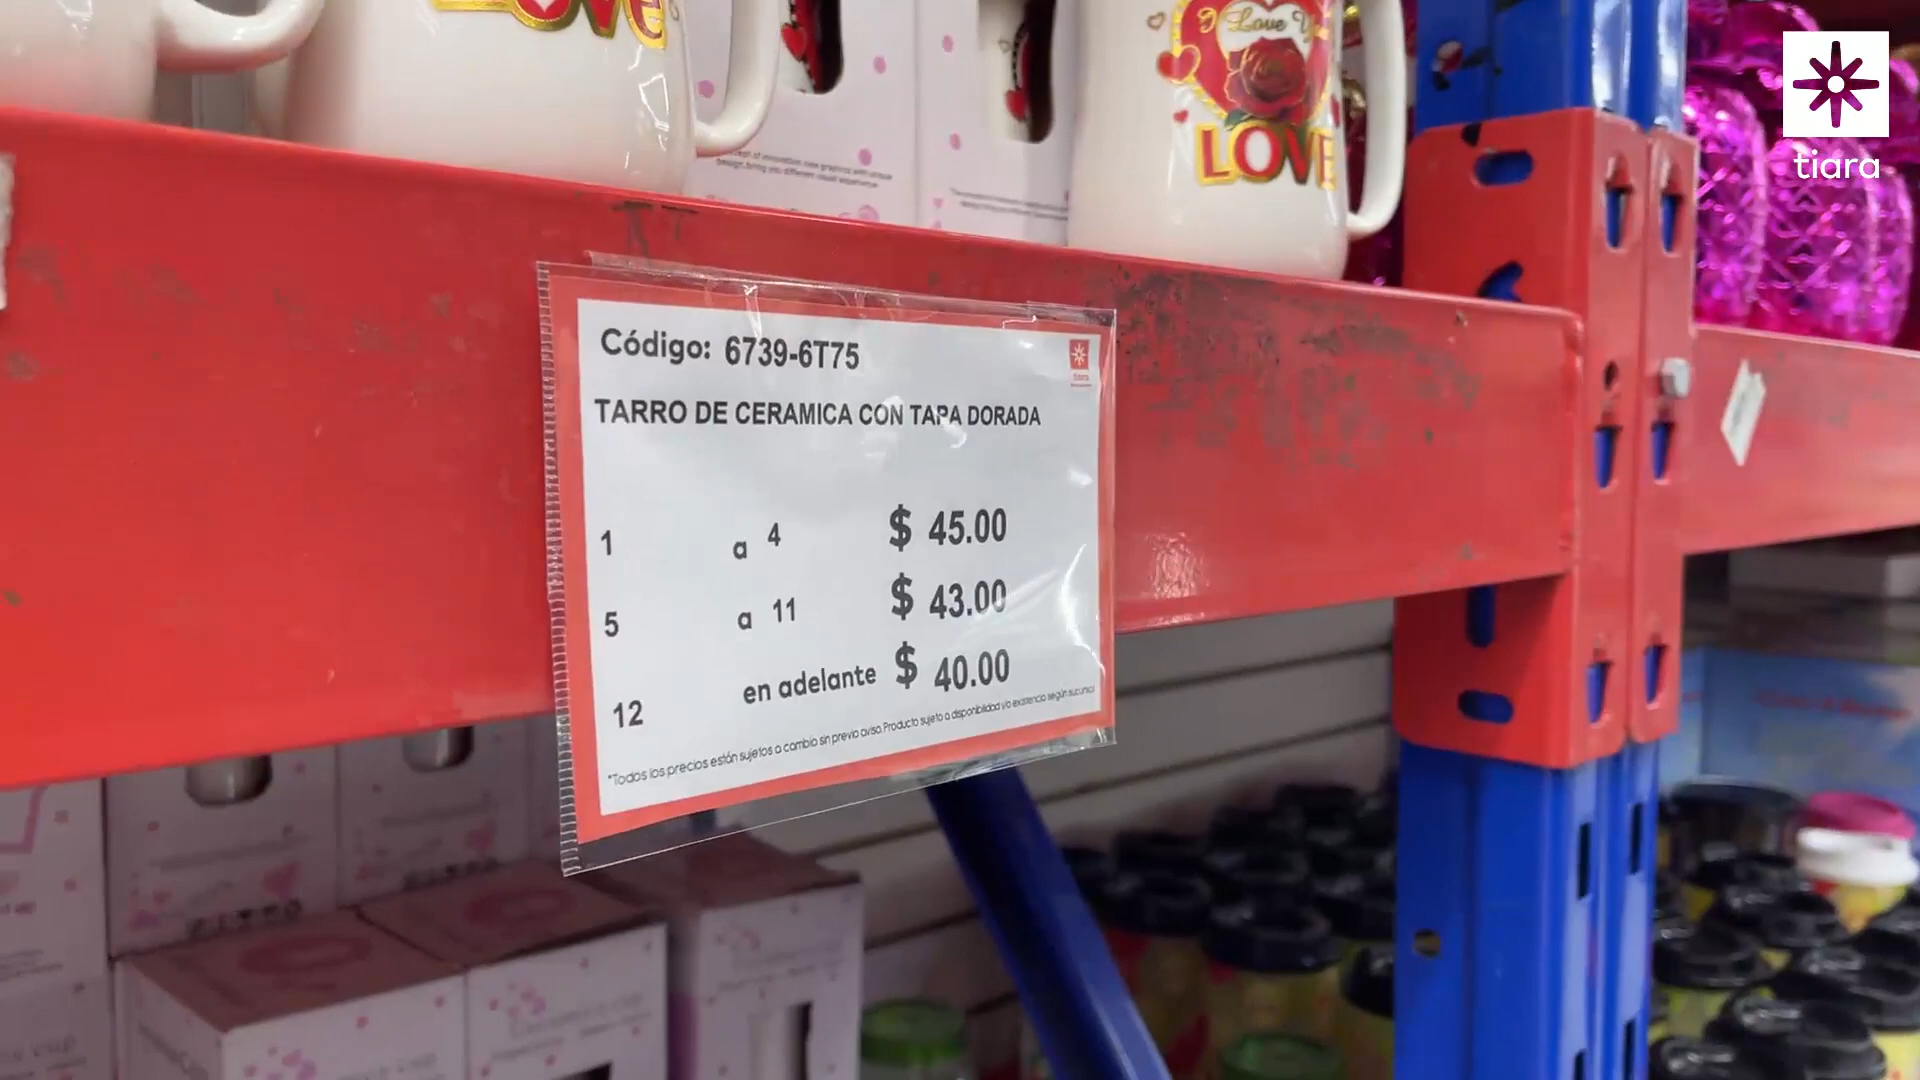 LOVE
I Love
LOVE
tiara
Código: 6739-6T75
tiara
TARRO DE CERAMICA CON TAPA DORADA
1 a 4 $ 45.00
5 a 11 $ 43.00
12 en adelante $ 40.00
*Todos los precios están sujetos a cambio sin previo aviso. Producto sujeto a disponibilidad y/o existencia según sucursal